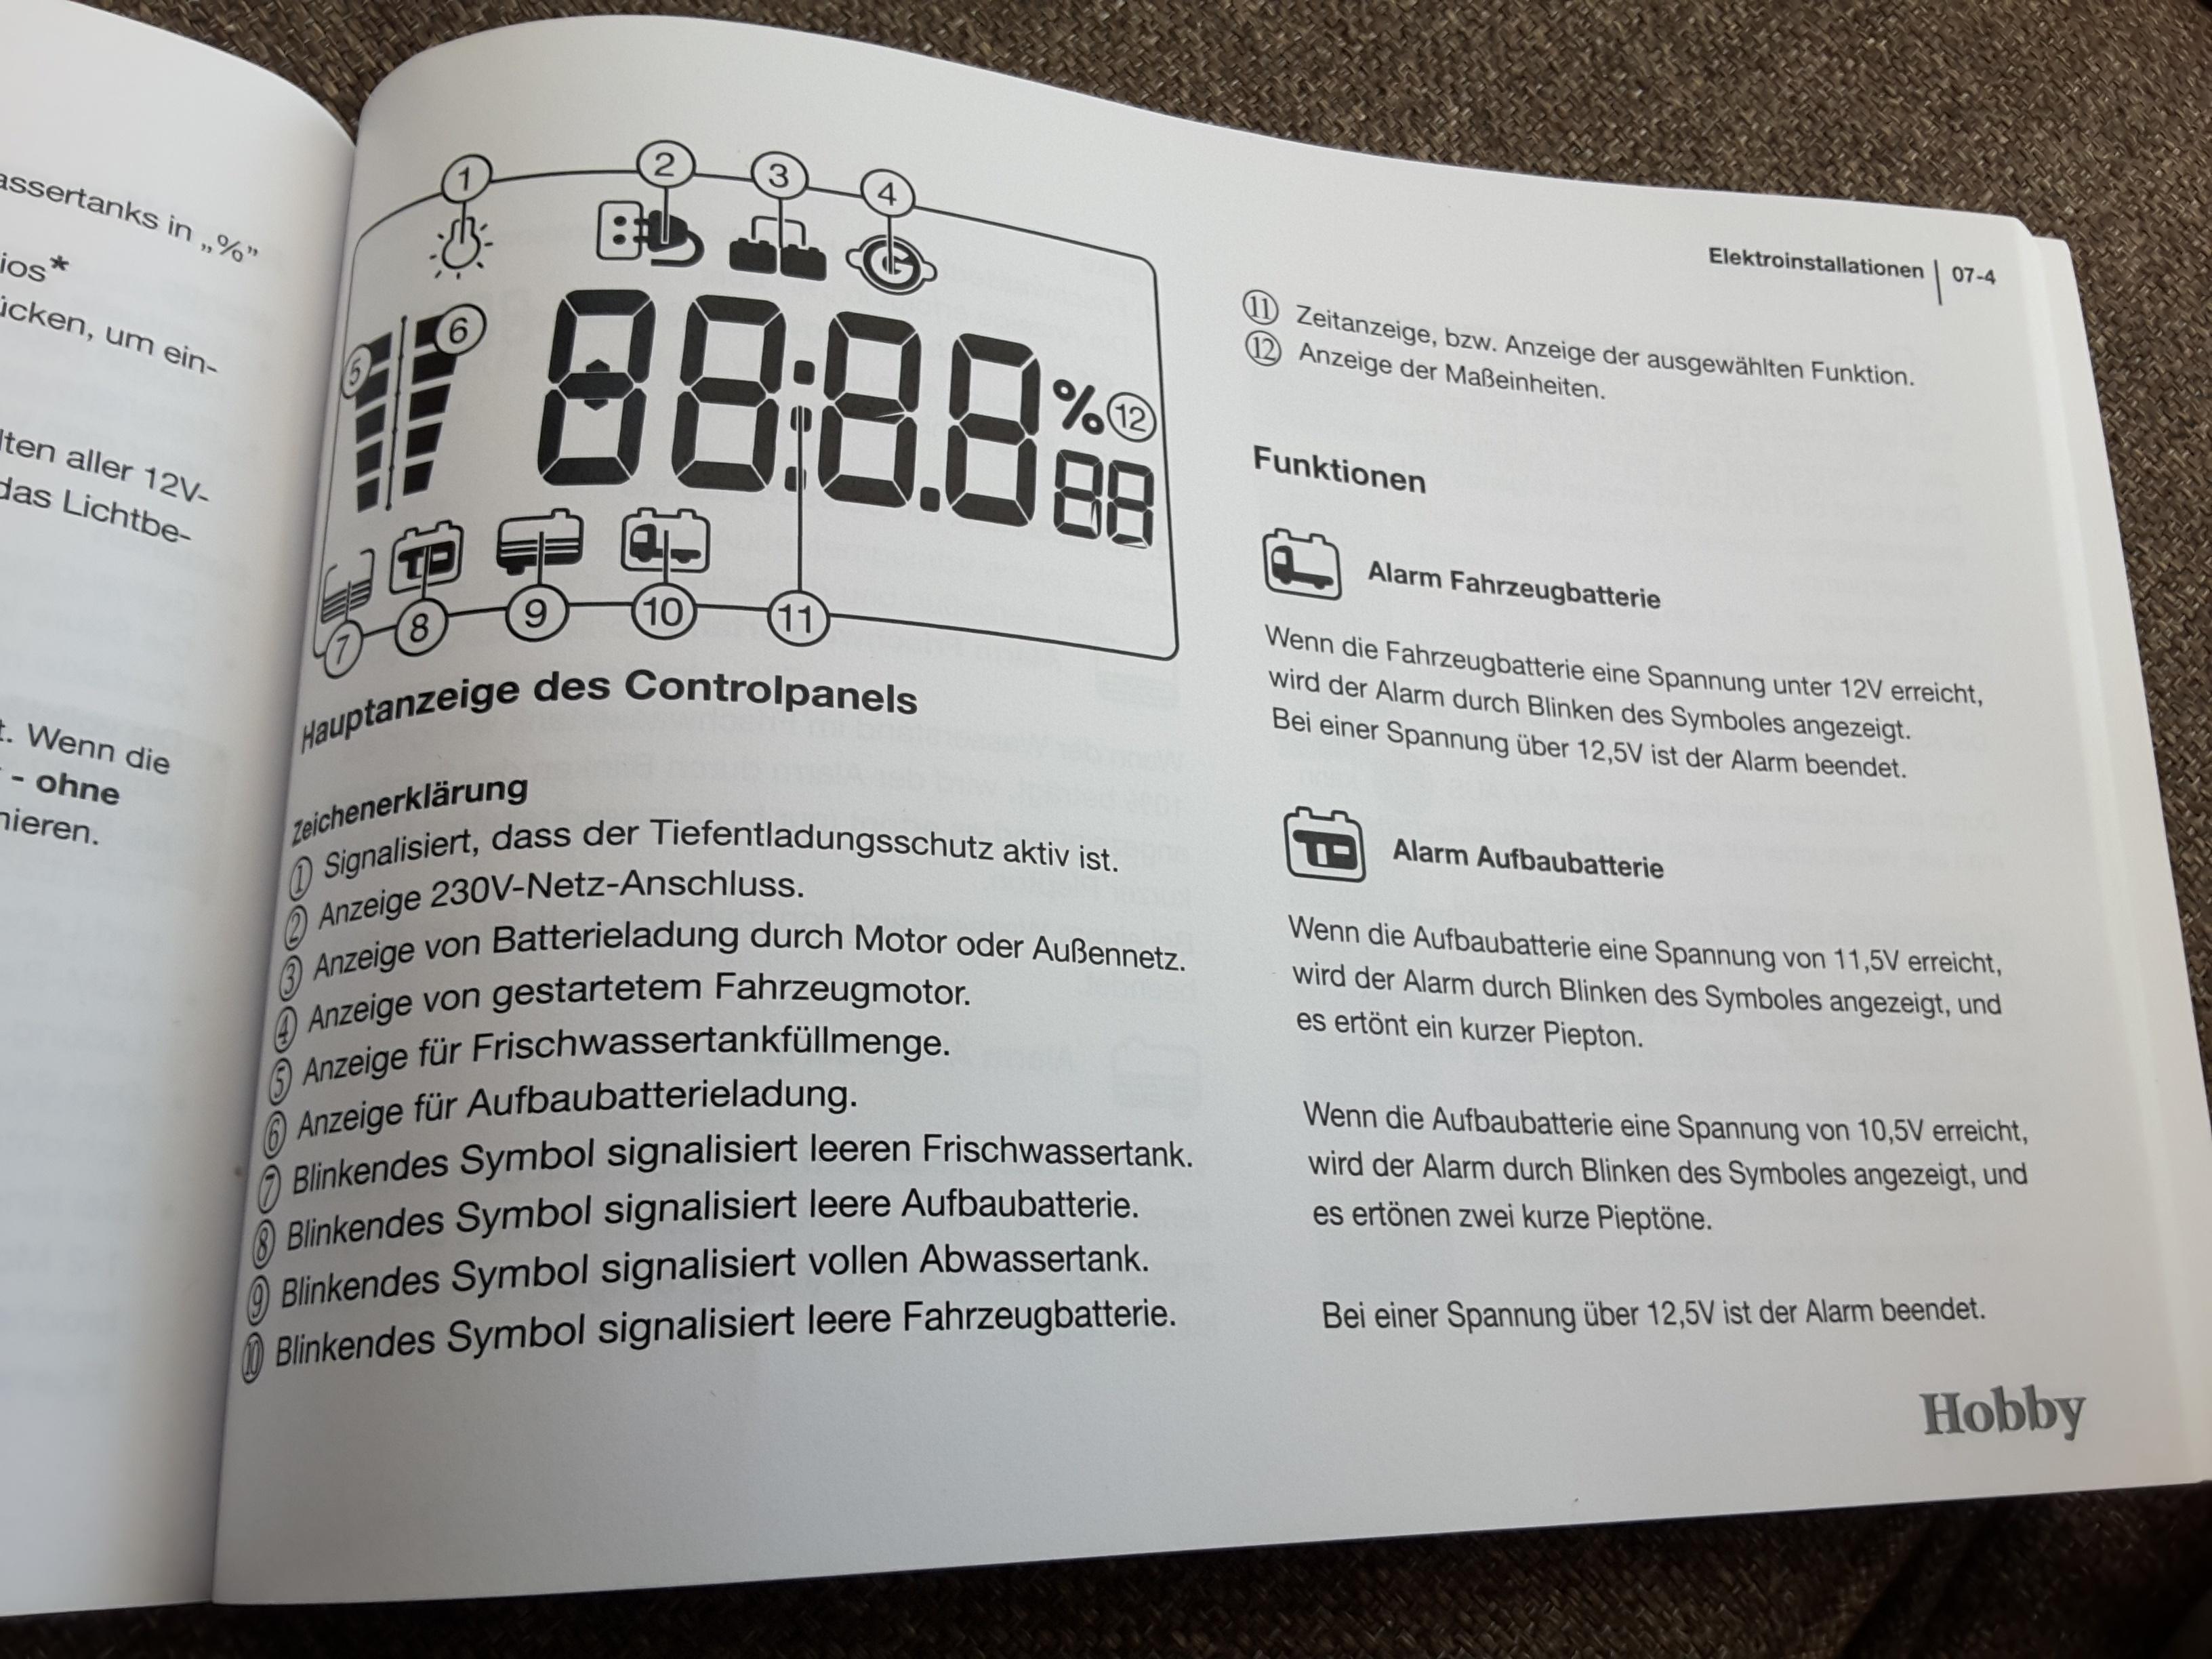 assertanks in „%”
ios*
ücken, um ein-
lten aller 12V-
das Lichtbe-
t. Wenn die
- ohne
nieren.
1
2
3
4
5
6
88:8.8 %
12
88
7
8
9
10
11
Hauptanzeige des Controlpanels
Zeichenerklärung
① Signalisiert, dass der Tiefentladungsschutz aktiv ist.
② Anzeige 230V-Netz-Anschluss.
③ Anzeige von Batterieladung durch Motor oder Außennetz.
④ Anzeige von gestartetem Fahrzeugmotor.
⑤ Anzeige für Frischwassertankfüllmenge.
⑥ Anzeige für Aufbaubatterieladung.
⑦ Blinkendes Symbol signalisiert leeren Frischwassertank.
⑧ Blinkendes Symbol signalisiert leere Aufbaubatterie.
⑨ Blinkendes Symbol signalisiert vollen Abwassertank.
⑩ Blinkendes Symbol signalisiert leere Fahrzeugbatterie.
Elektroinstallationen | 07-4
⑪ Zeitanzeige, bzw. Anzeige der ausgewählten Funktion.
⑫ Anzeige der Maßeinheiten.
Funktionen
Alarm Fahrzeugbatterie
Wenn die Fahrzeugbatterie eine Spannung unter 12V erreicht,
wird der Alarm durch Blinken des Symboles angezeigt.
Bei einer Spannung über 12,5V ist der Alarm beendet.
Alarm Aufbaubatterie
Wenn die Aufbaubatterie eine Spannung von 11,5V erreicht,
wird der Alarm durch Blinken des Symboles angezeigt, und
es ertönt ein kurzer Piepton.
Wenn die Aufbaubatterie eine Spannung von 10,5V erreicht,
wird der Alarm durch Blinken des Symboles angezeigt, und
es ertönen zwei kurze Pieptöne.
Bei einer Spannung über 12,5V ist der Alarm beendet.
Hobby